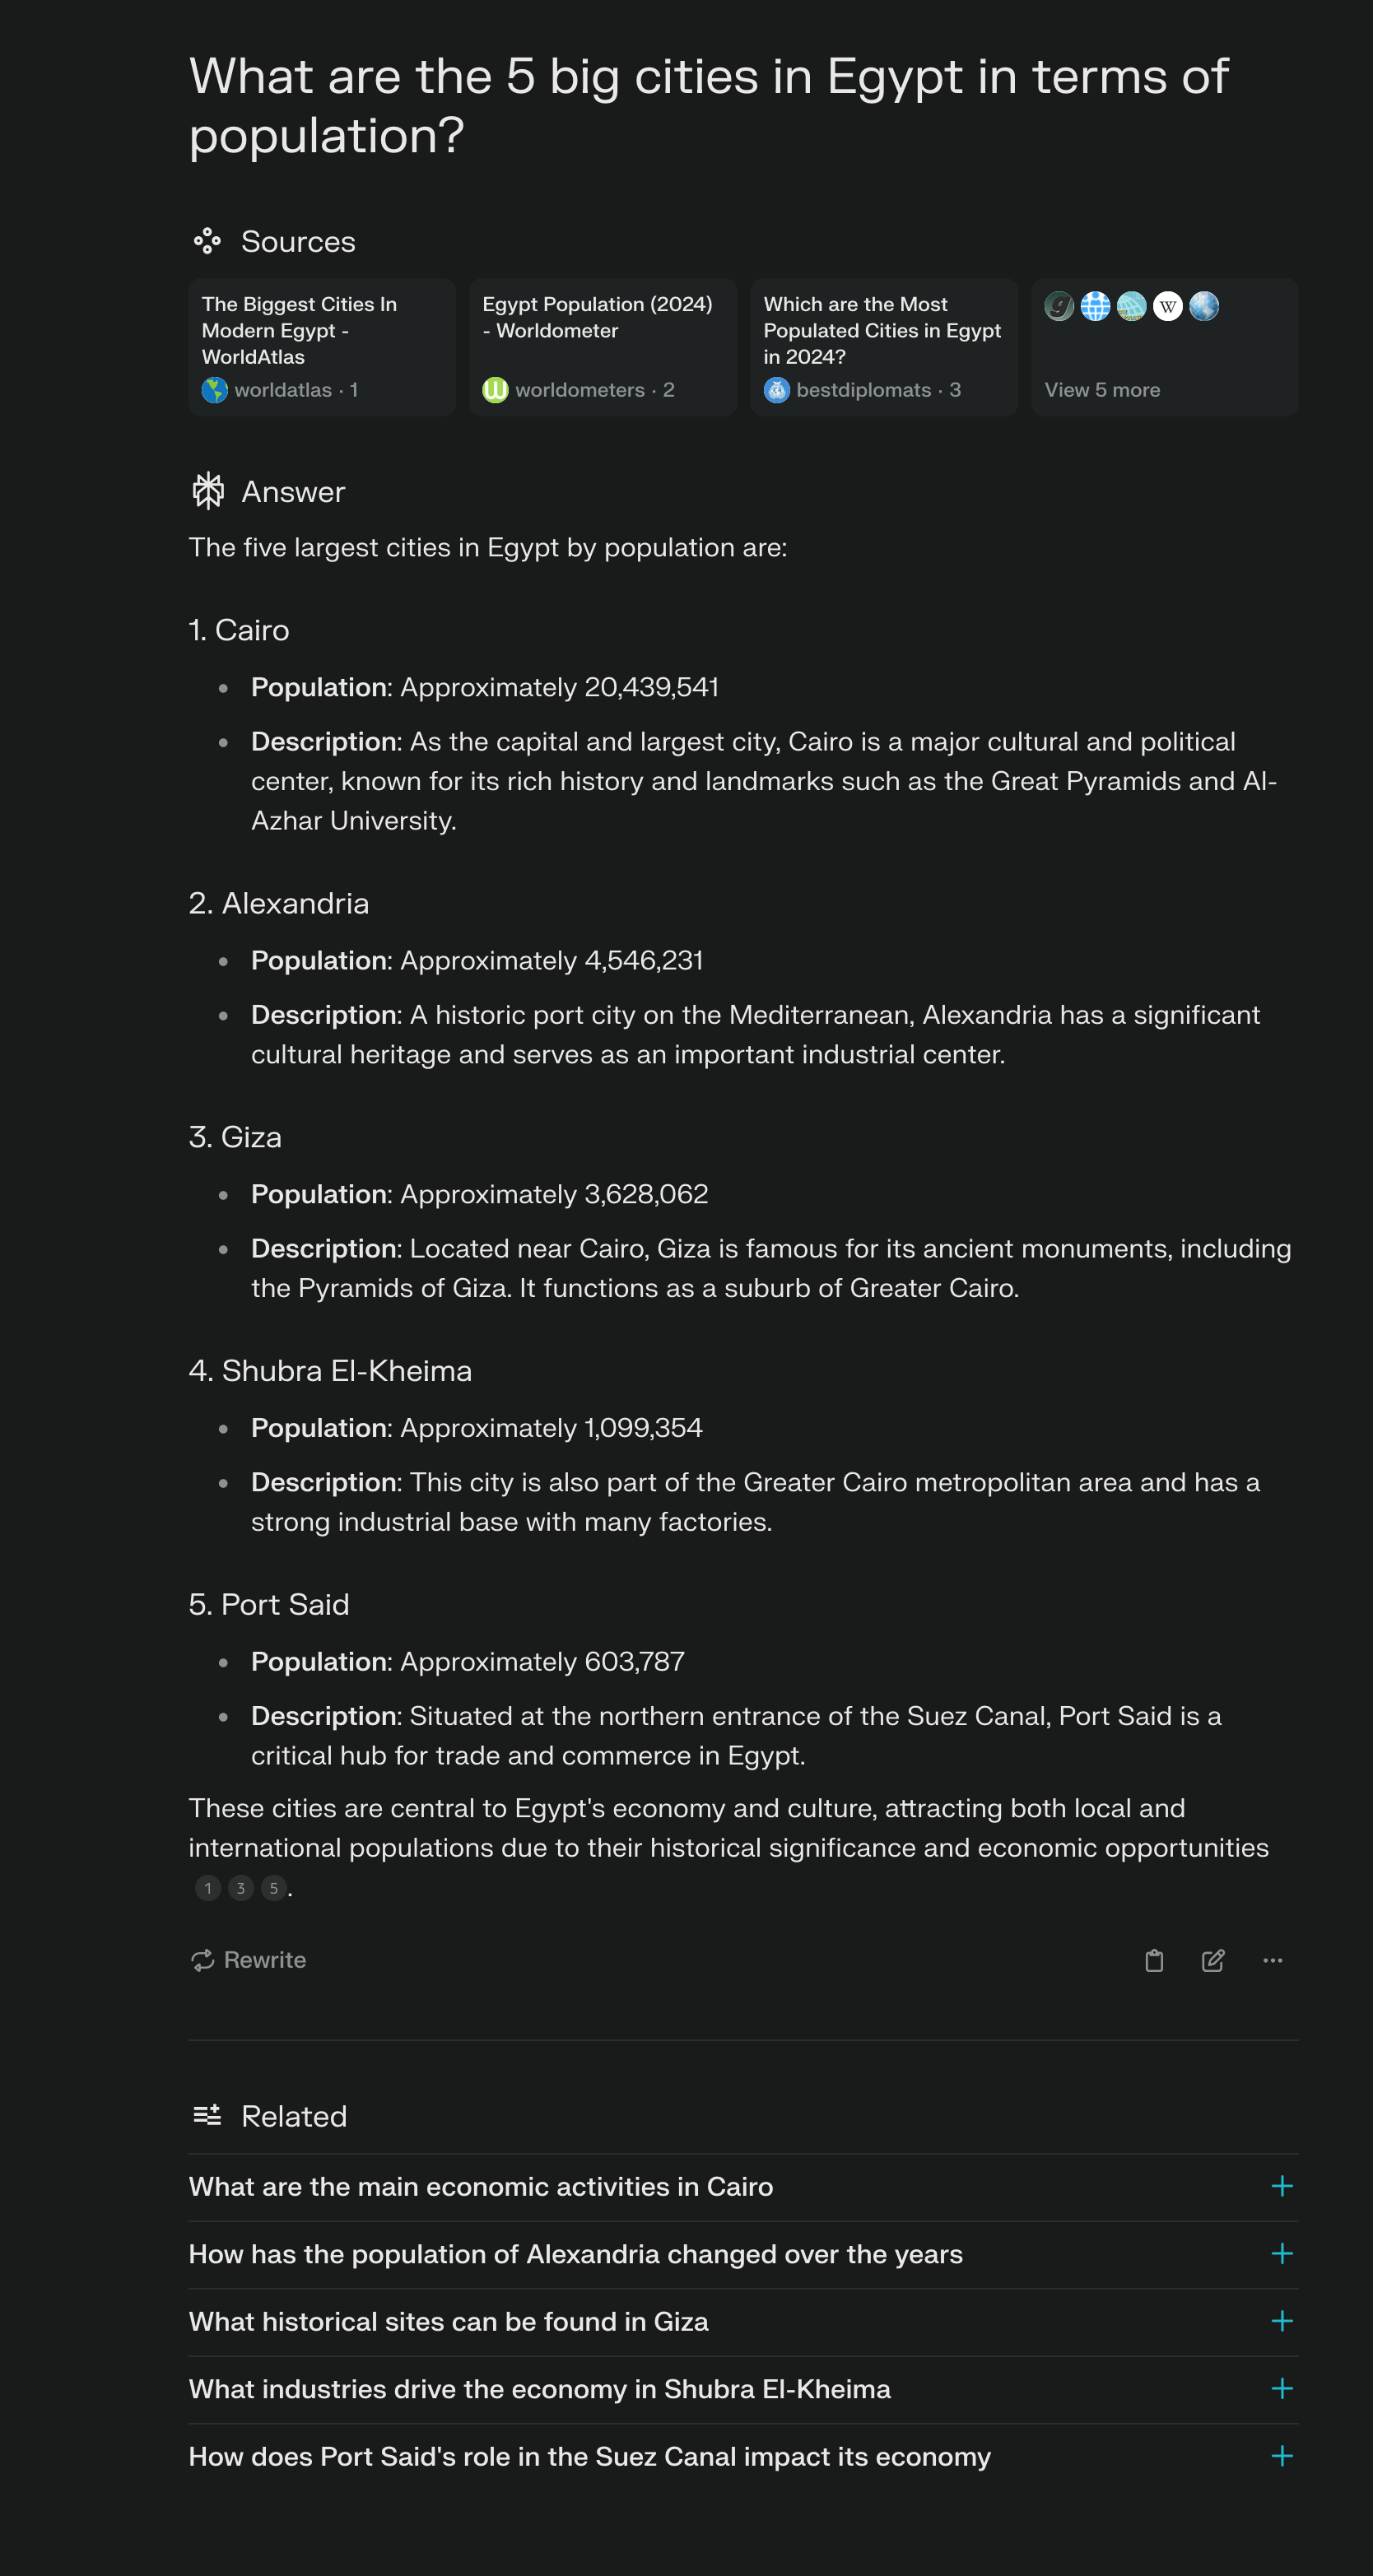 What are the 5 big cities in Egypt in terms of
population?
Sources
The Biggest Cities In
Modern Egypt -
WorldAtlas
worldatlas · 1
Egypt Population (2024)
- Worldometer
worldometers · 2
Which are the Most
Populated Cities in Egypt
in 2024?
bestdiplomats · 3
W
View 5 more
Answer
The five largest cities in Egypt by population are:
1. Cairo
• Population: Approximately 20,439,541
• Description: As the capital and largest city, Cairo is a major cultural and political
center, known for its rich history and landmarks such as the Great Pyramids and Al-
Azhar University.
2. Alexandria
• Population: Approximately 4,546,231
• Description: A historic port city on the Mediterranean, Alexandria has a significant
cultural heritage and serves as an important industrial center.
3. Giza
• Population: Approximately 3,628,062
• Description: Located near Cairo, Giza is famous for its ancient monuments, including
the Pyramids of Giza. It functions as a suburb of Greater Cairo.
4. Shubra El-Kheima
• Population: Approximately 1,099,354
• Description: This city is also part of the Greater Cairo metropolitan area and has a
strong industrial base with many factories.
5. Port Said
• Population: Approximately 603,787
• Description: Situated at the northern entrance of the Suez Canal, Port Said is a
critical hub for trade and commerce in Egypt.
These cities are central to Egypt's economy and culture, attracting both local and
international populations due to their historical significance and economic opportunities
1 3 5.
Rewrite
Related
What are the main economic activities in Cairo
How has the population of Alexandria changed over the years
What historical sites can be found in Giza
What industries drive the economy in Shubra El-Kheima
How does Port Said's role in the Suez Canal impact its economy